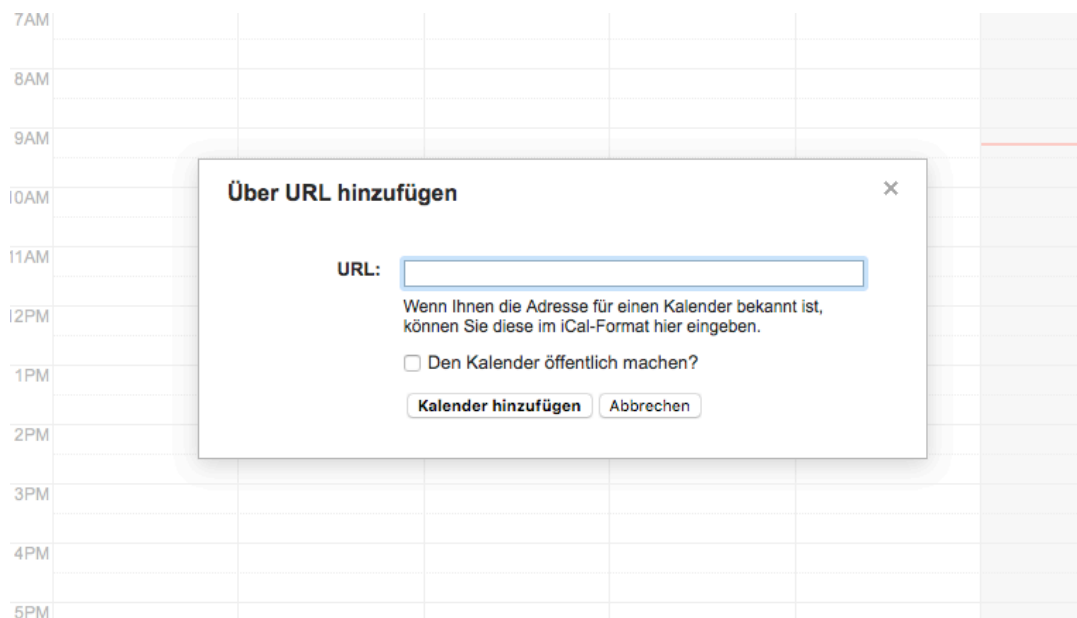 7AM
8AM
9AM
Über URL hinzufügen
×
10AM
11AM
URL:
Wenn Ihnen die Adresse für einen Kalender bekannt ist,
können Sie diese im iCal-Format hier eingeben.
12PM
Den Kalender öffentlich machen?
1PM
Kalender hinzufügen Abbrechen
2PM
3PM
4PM
5PM